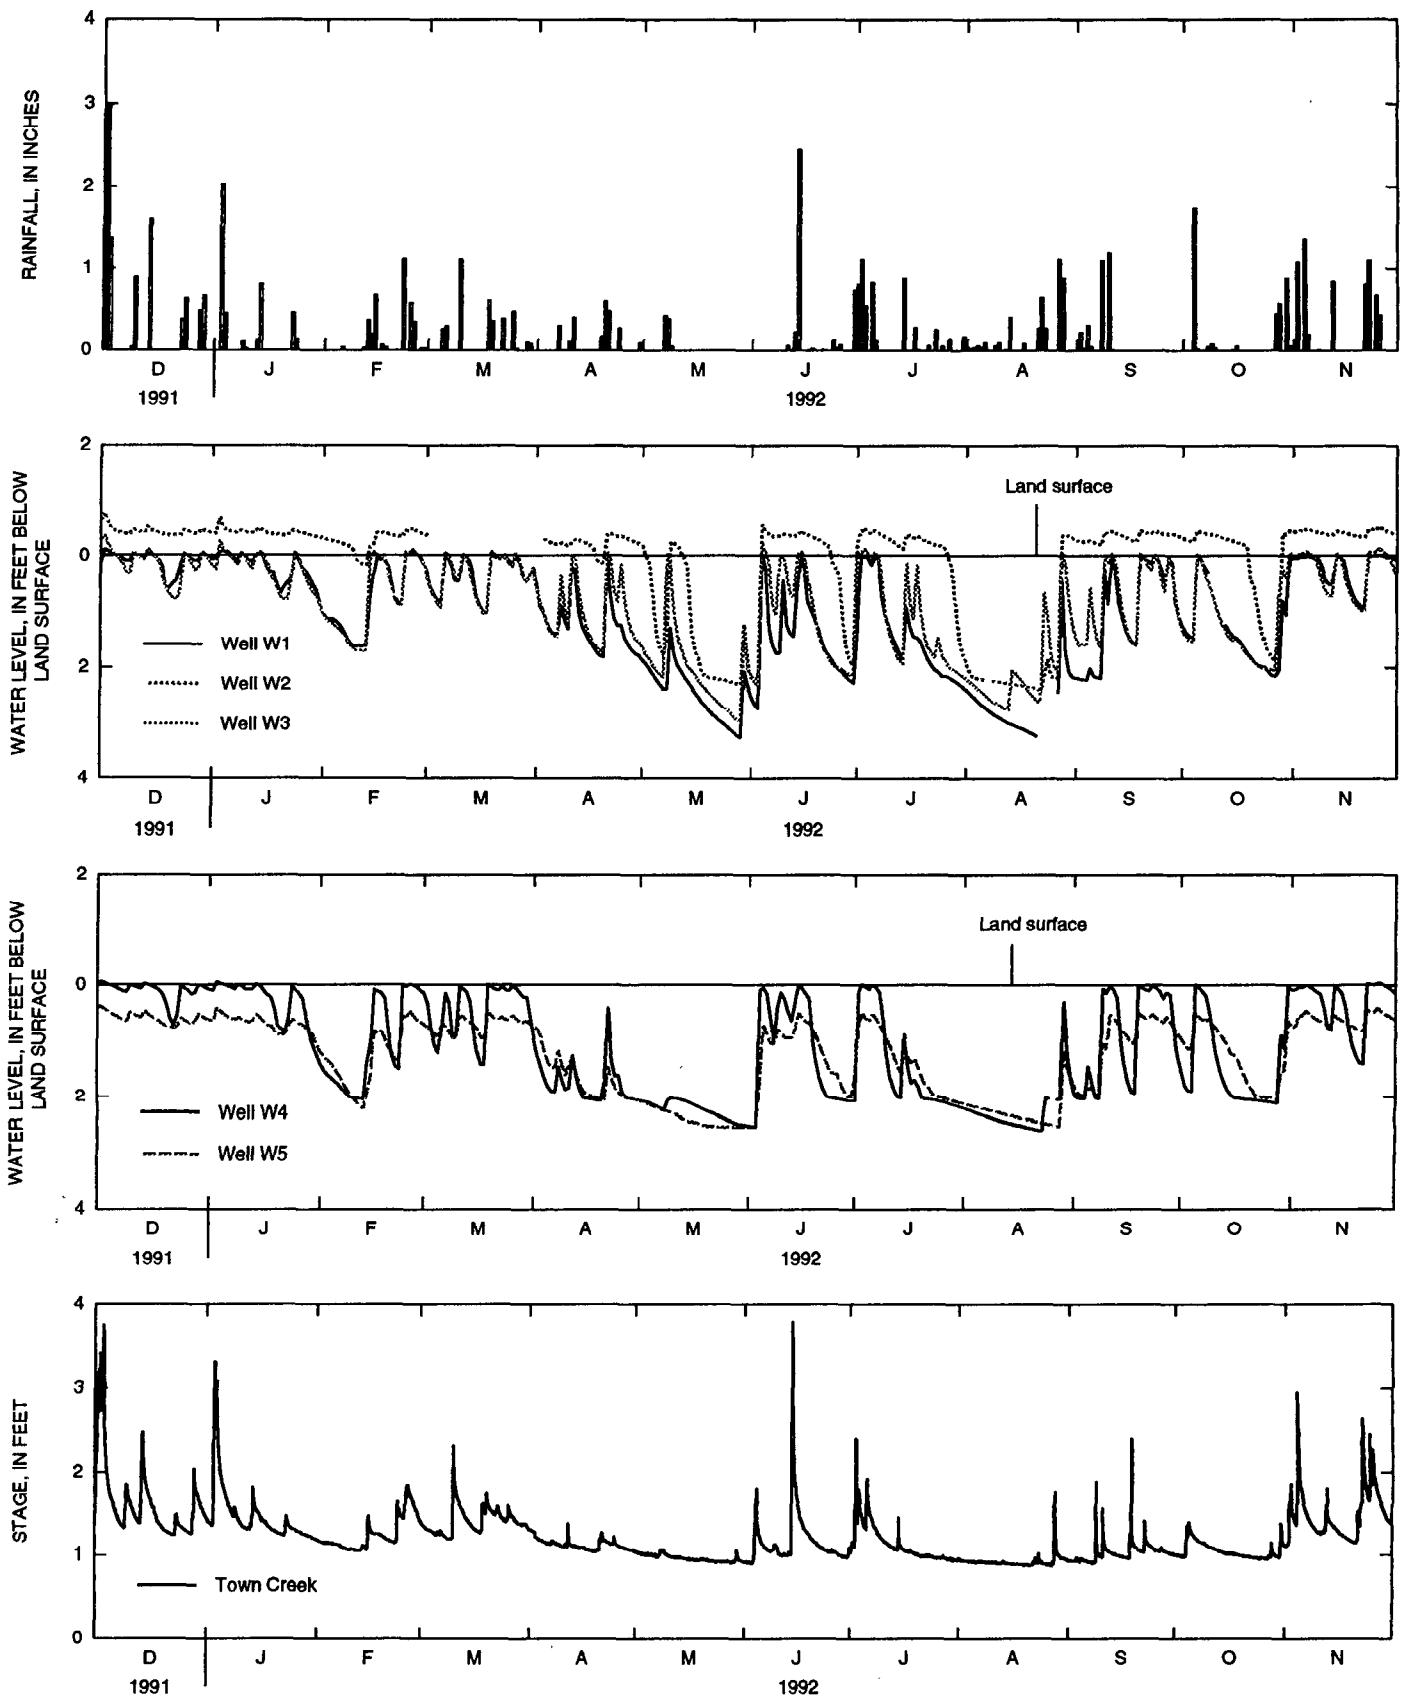 4
3
2
1
0
RAINFALL, IN INCHES
D J F M A M J J A S O N
1991 1992
2
0
2
4
WATER LEVEL, IN FEET BELOW
LAND SURFACE
Land surface
Well W1
Well W2
Well W3
D J F M A M J J A S O N
1991 1992
2
0
2
4
WATER LEVEL, IN FEET BELOW
LAND SURFACE
Land surface
Well W4
Well W5
D J F M A M J J A S O N
1991 1992
4
3
2
1
0
STAGE, IN FEET
Town Creek
D J F M A M J J A S O N
1991 1992